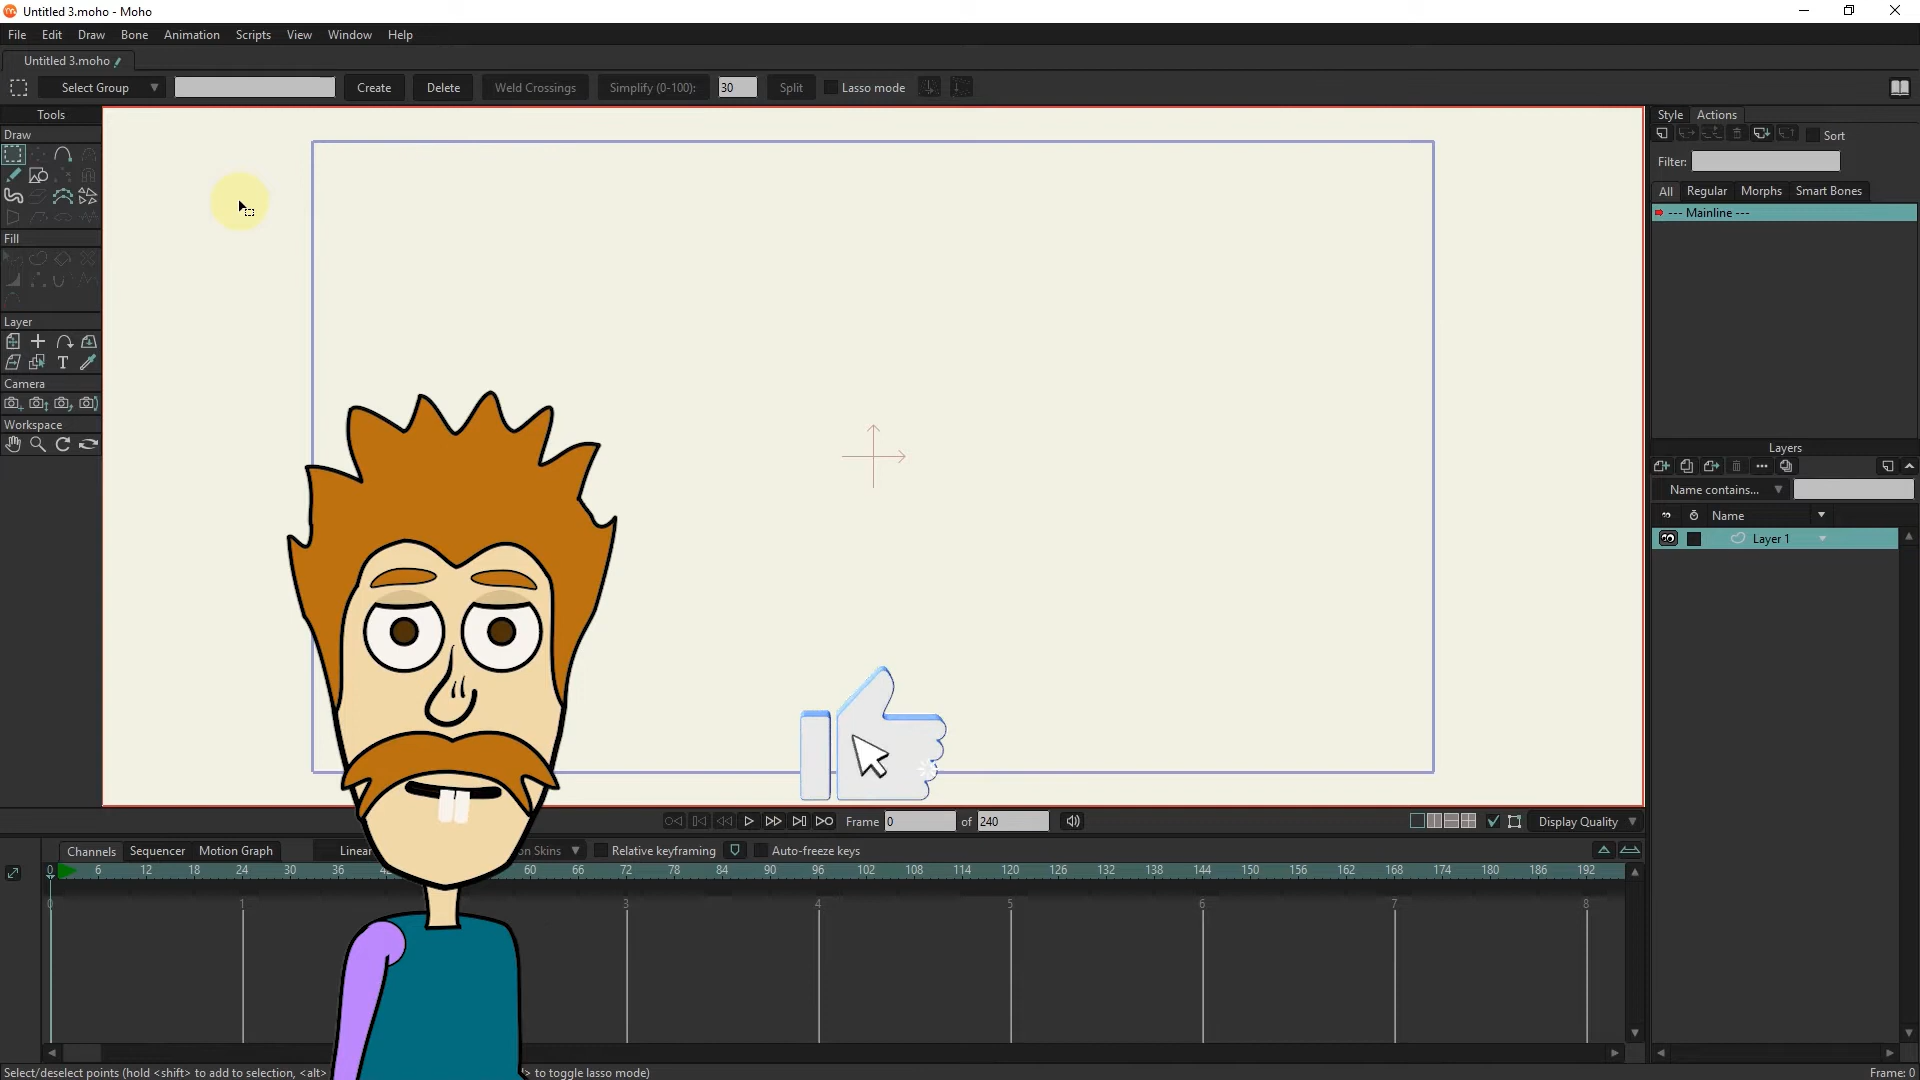 Untitled 3.moho - Moho
File Edit Draw Bone Animation Scripts View Window Help
Untitled 3.moho
Select Group Create Delete Weld Crossings Simplify (0-100): 30 Split Lasso mode
Tools
Draw
Fill
Layer
T
Camera
Workspace
Style Actions
Sort
Filter:
All Regular Morphs Smart Bones
--- Mainline ---
Layers
Name contains...
Name
Layer 1
Frame 0 of 240
Display Quality
Channels Sequencer Motion Graph Linear on Skins Relative keyframing Auto-freeze keys
0 6 12 18 24 30 36 60 66 72 78 84 90 96 102 108 114 120 126 132 138 144 150 156 162 168 174 180 186 192
0 1 3 4 5 6 7 8
Select/deselect points (hold <shift> to add to selection, <alt> > to toggle lasso mode)
Frame: 0